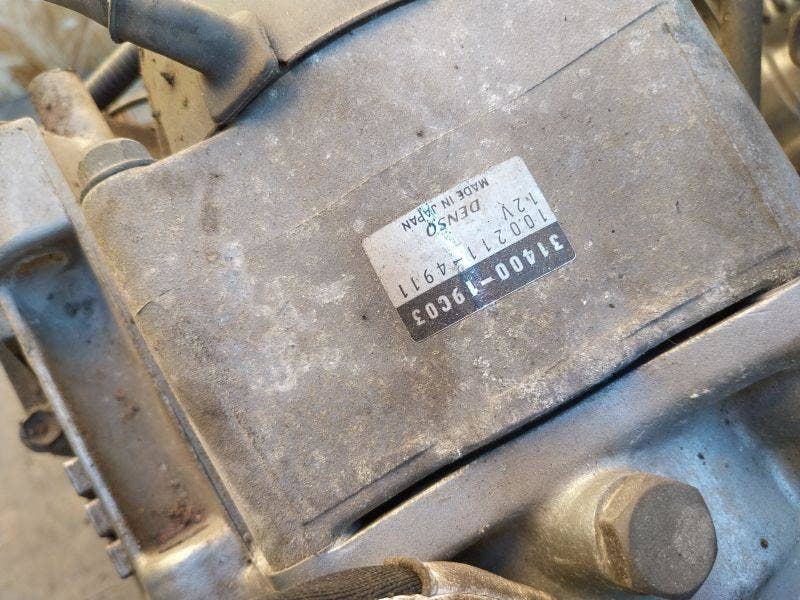 31400-19C03
100211-4911
12V
DENSO
MADE IN JAPAN